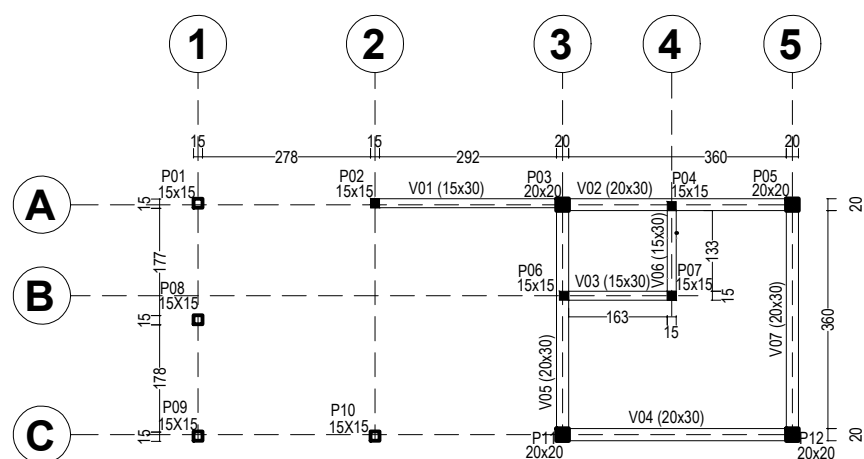 1 2 3 4 5
15 15 20 20
278 292 360
P01 P02 P03 P04 P05
15x15 15x15 V01 (15x30) 20x20 V02 (20x30) 15x15 20x20
A
15 20
177 V06 (15x30) 133
P08 P06 P07
15X15 15x15 V03 (15x30) 15x15
B
15
163 15
15
V07 (20x30) 360
178 V05 (20x30)
P09 P10
15X15 15X15 V04 (20x30)
C
15 P11 P12 20
20x20 20x20